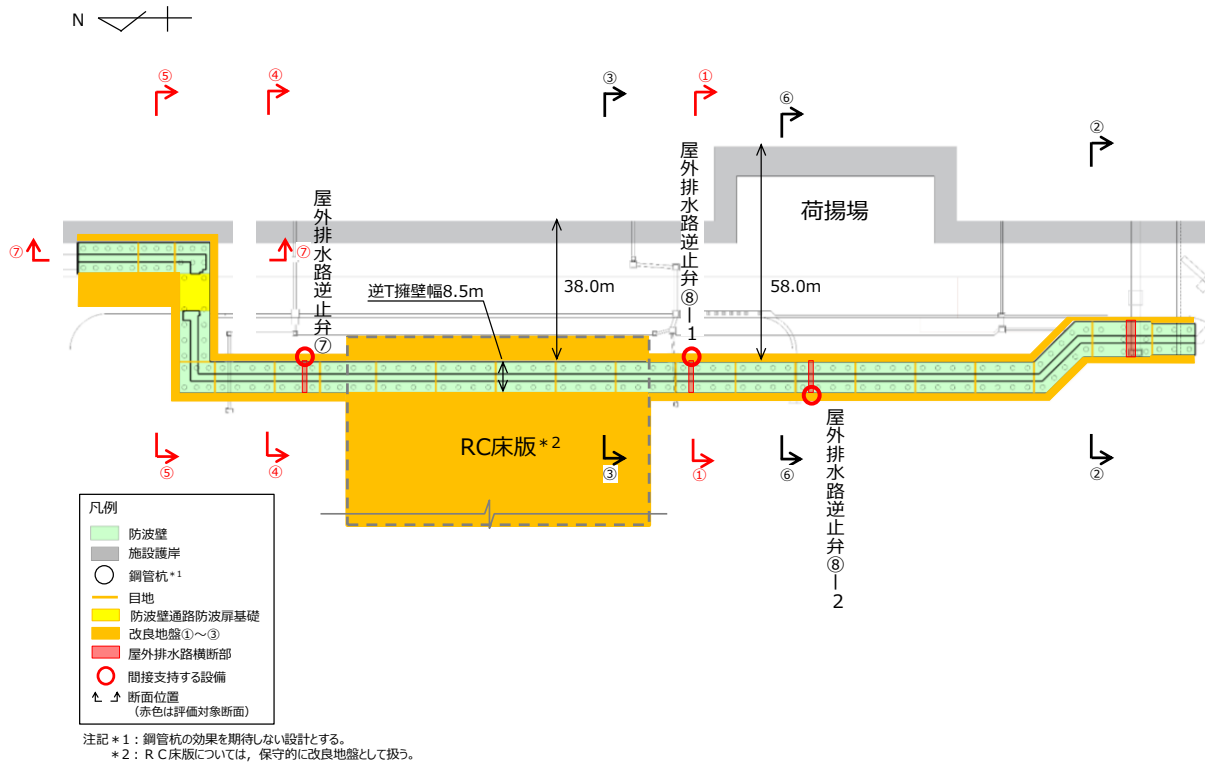 N
⑤
④
③
①
⑥
②
屋外排水路逆止弁⑦
屋外排水路逆止弁⑧ー1
荷揚場
⑦
⑦
逆T擁壁幅8.5m
38.0m
58.0m
RC床版*2
屋外排水路逆止弁⑧ー2
⑤
④
③
①
⑥
②
凡例
防波壁
施設護岸
鋼管杭*1
目地
防波壁通路防波扉基礎
改良地盤①～③
屋外排水路横断部
間接支持する設備
断面位置
(赤色は評価対象断面)
注記*1：鋼管杭の効果を期待しない設計とする。
*2：ＲＣ床版については，保守的に改良地盤として扱う。